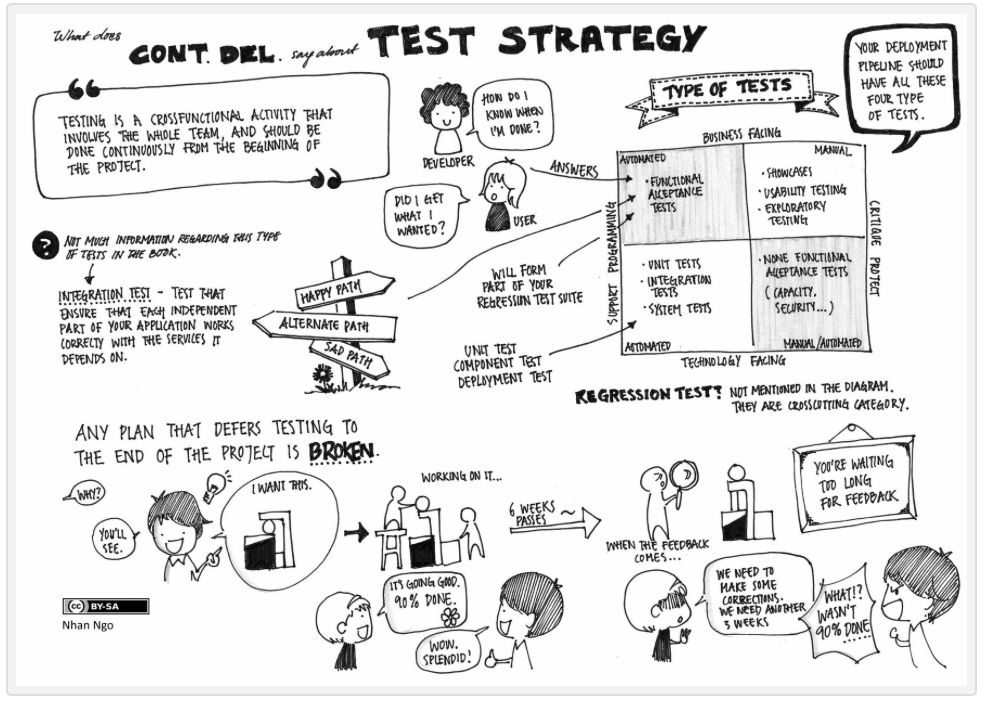 What does
CONT. DEL. say about TEST STRATEGY
“
TESTING IS A CROSSFUNCTIONAL ACTIVITY THAT
INVOLVES THE WHOLE TEAM, AND SHOULD BE
DONE CONTINUOUSLY FROM THE BEGINNING OF
THE PROJECT.
”
HOW DO I
KNOW WHEN
I'M DONE?
DEVELOPER
DID I GET
WHAT I
WANTED?
USER
ANSWERS
TYPE OF TESTS
YOUR DEPLOYMENT
PIPELINE SHOULD
HAVE ALL THESE
FOUR TYPE
OF TESTS.
BUSINESS FACING
AUTOMATED
• FUNCTIONAL
ACCEPTANCE
TESTS
MANUAL
• SHOWCASES
• USABILITY TESTING
• EXPLORATORY
TESTING
SUPPORT PROGRAMMING
CRITIQUE PROJECT
• UNIT TESTS
• INTEGRATION
TESTS
• SYSTEM TESTS
AUTOMATED
• NONE FUNCTIONAL
ACCEPTANCE TESTS
(CAPACITY,
SECURITY...)
MANUAL/AUTOMATED
TECHNOLOGY FACING
?
NOT MUCH INFORMATION REGARDING THIS TYPE
OF TESTS IN THE BOOK.
INTEGRATION TEST - TEST THAT
ENSURE THAT EACH INDEPENDENT
PART OF YOUR APPLICATION WORKS
CORRECTLY WITH THE SERVICES IT
DEPENDS ON.
HAPPY PATH
ALTERNATE PATH
SAD PATH
WILL FORM
PART OF YOUR
REGRESSION TEST SUITE
UNIT TEST
COMPONENT TEST
DEPLOYMENT TEST
REGRESSION TEST? NOT MENTIONED IN THE DIAGRAM.
THEY ARE CROSSCUTTING CATEGORY.
ANY PLAN THAT DEFERS TESTING TO
THE END OF THE PROJECT IS BROKEN.
WHY?
YOU'LL
SEE.
I WANT THIS.
WORKING ON IT...
6 WEEKS
PASSES ~
WHEN THE FEEDBACK
COMES...
YOU'RE WAITING
TOO LONG
FOR FEEDBACK
IT'S GOING GOOD.
90% DONE.
WOW.
SPLENDID!
WE NEED TO
MAKE SOME
CORRECTIONS.
WE NEED ANOTHER
3 WEEKS
WHAT!?
WASN'T
90% DONE
cc BY-SA
Nhan Ngo